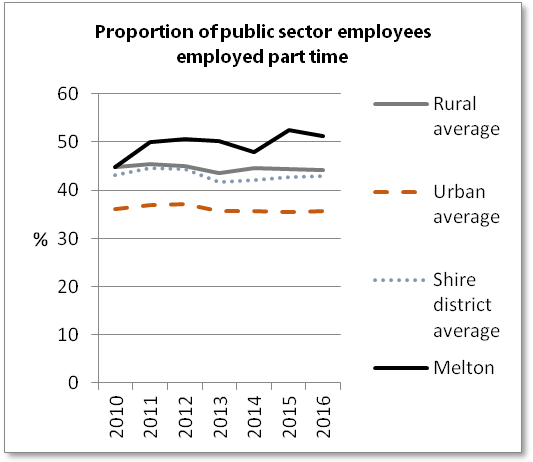 Proportion of public sector employees
employed part time
60
50
40
30
20
10
0
%
2010
2011
2012
2013
2014
2015
2016
Rural
average
Urban
average
Shire
district
average
Melton